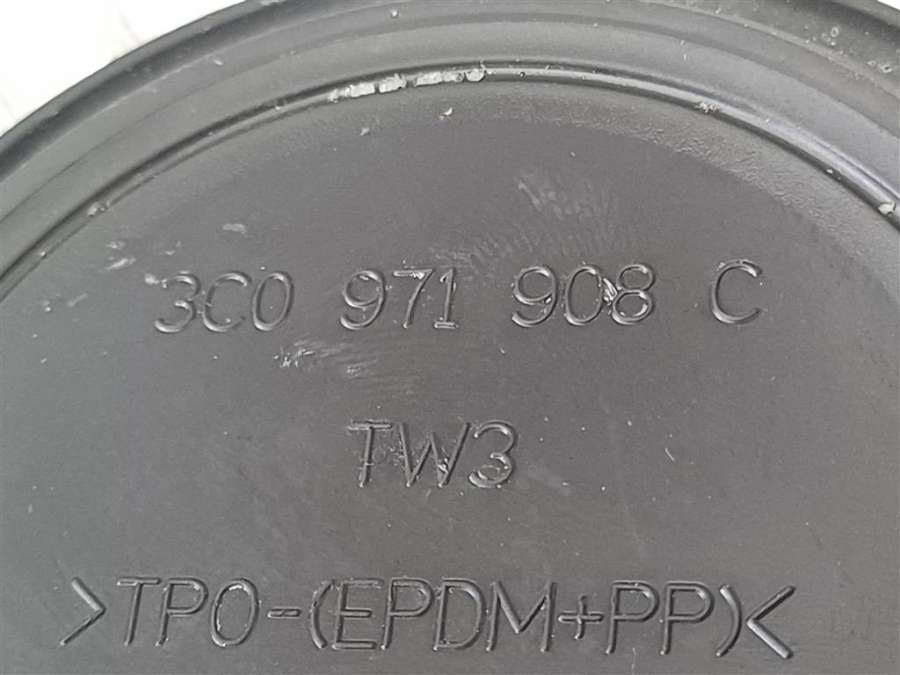 3C0 971 908 C
TW3
>TPO-(EPDM+PP)<